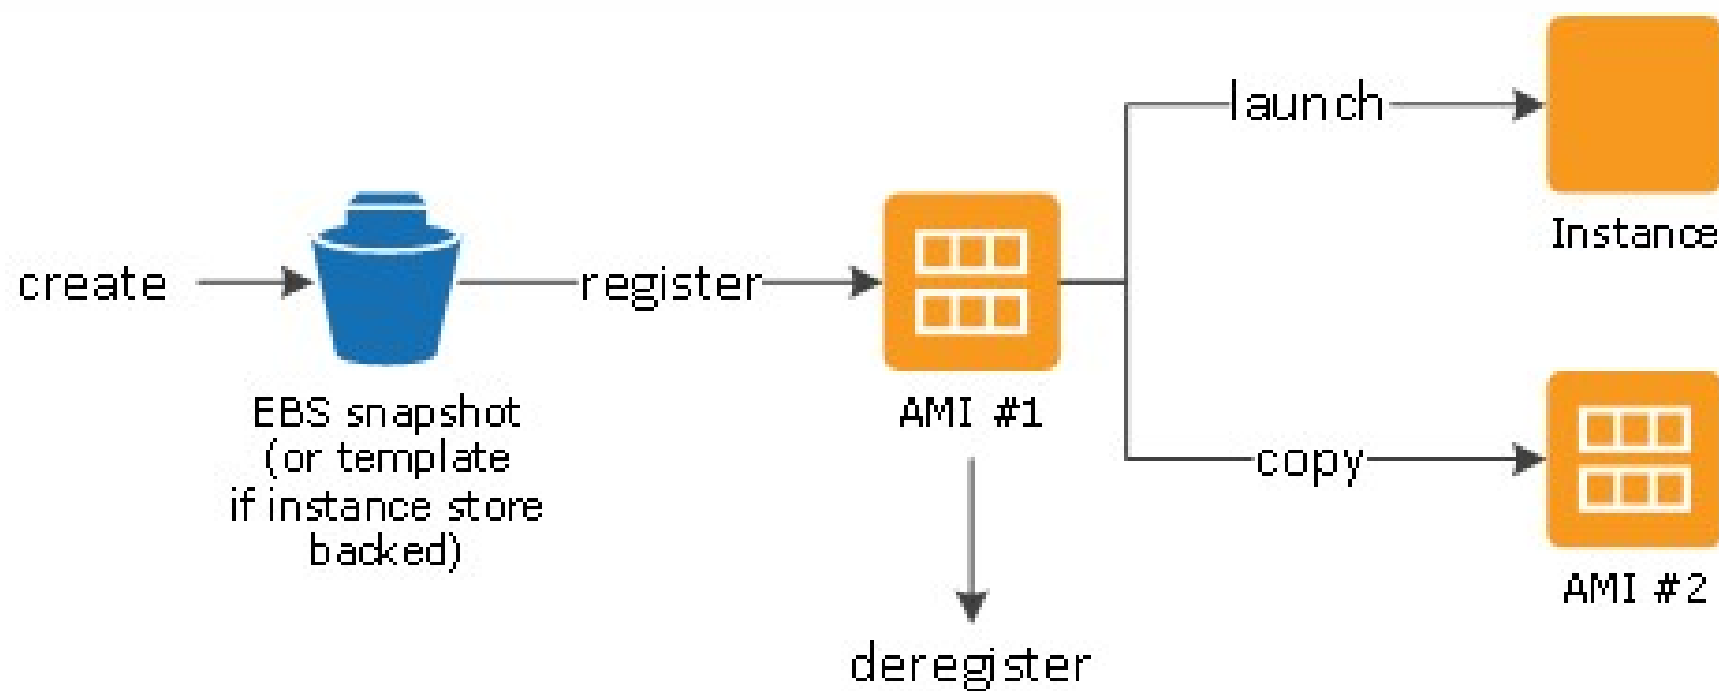 create
register
launch
copy
deregister
EBS snapshot
(or template
if instance store
backed)
AMI #1
Instance
AMI #2